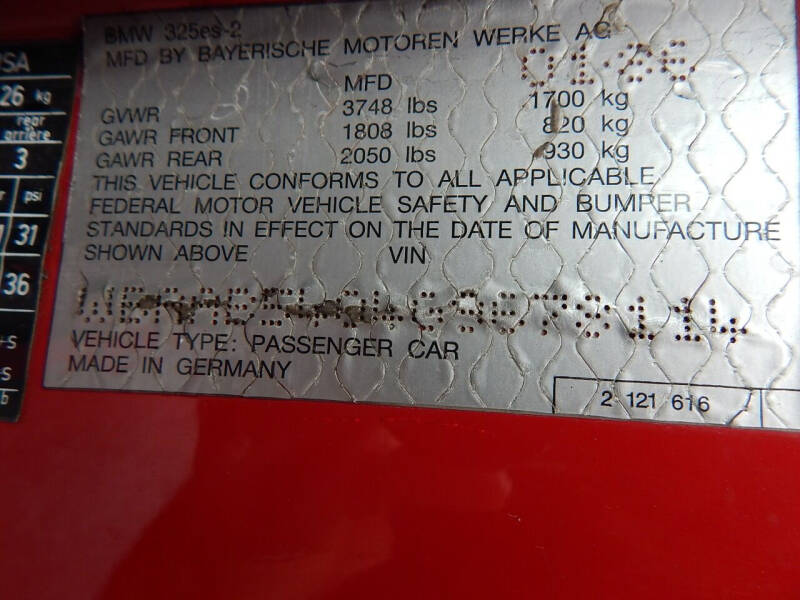 BMW 325es-2
MFD BY BAYERISCHE MOTOREN WERKE AG
MFD
GVWR 3748 lbs 1700 kg
GAWR FRONT 1808 lbs 820 kg
GAWR REAR 2050 lbs 930 kg
THIS VEHICLE CONFORMS TO ALL APPLICABLE
FEDERAL MOTOR VEHICLE SAFETY AND BUMPER
STANDARDS IN EFFECT ON THE DATE OF MANUFACTURE
SHOWN ABOVE VIN
VEHICLE TYPE: PASSENGER CAR
MADE IN GERMANY
2 121 616
26 kg
rear
arrière
3
psi
31
36